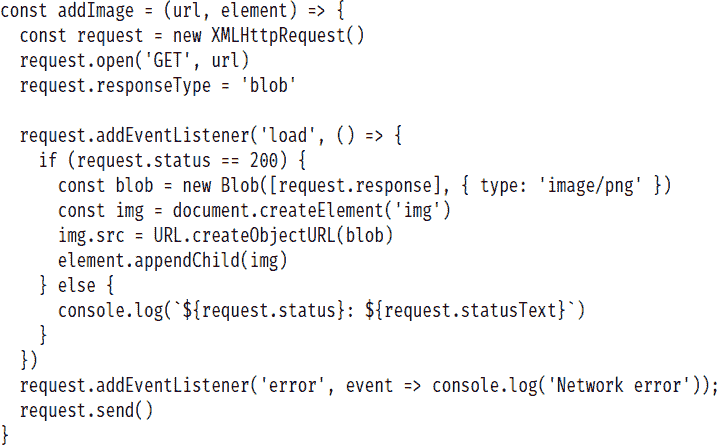 const addImage = (url, element) => {
  const request = new XMLHttpRequest()
  request.open('GET', url)
  request.responseType = 'blob'

  request.addEventListener('load', () => {
    if (request.status == 200) {
      const blob = new Blob([request.response], { type: 'image/png' })
      const img = document.createElement('img')
      img.src = URL.createObjectURL(blob)
      element.appendChild(img)
    } else {
      console.log(`${request.status}: ${request.statusText}`)
    }
  })
  request.addEventListener('error', event => console.log('Network error'));
  request.send()
}